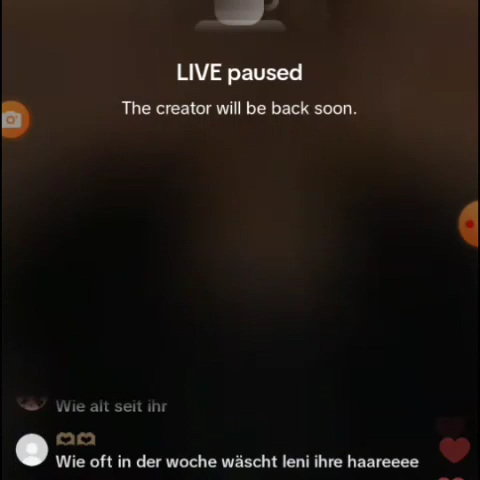 LIVE paused
The creator will be back soon.
Wie alt seit ihr
🫶🫶
Wie oft in der woche wäscht leni ihre haareeee